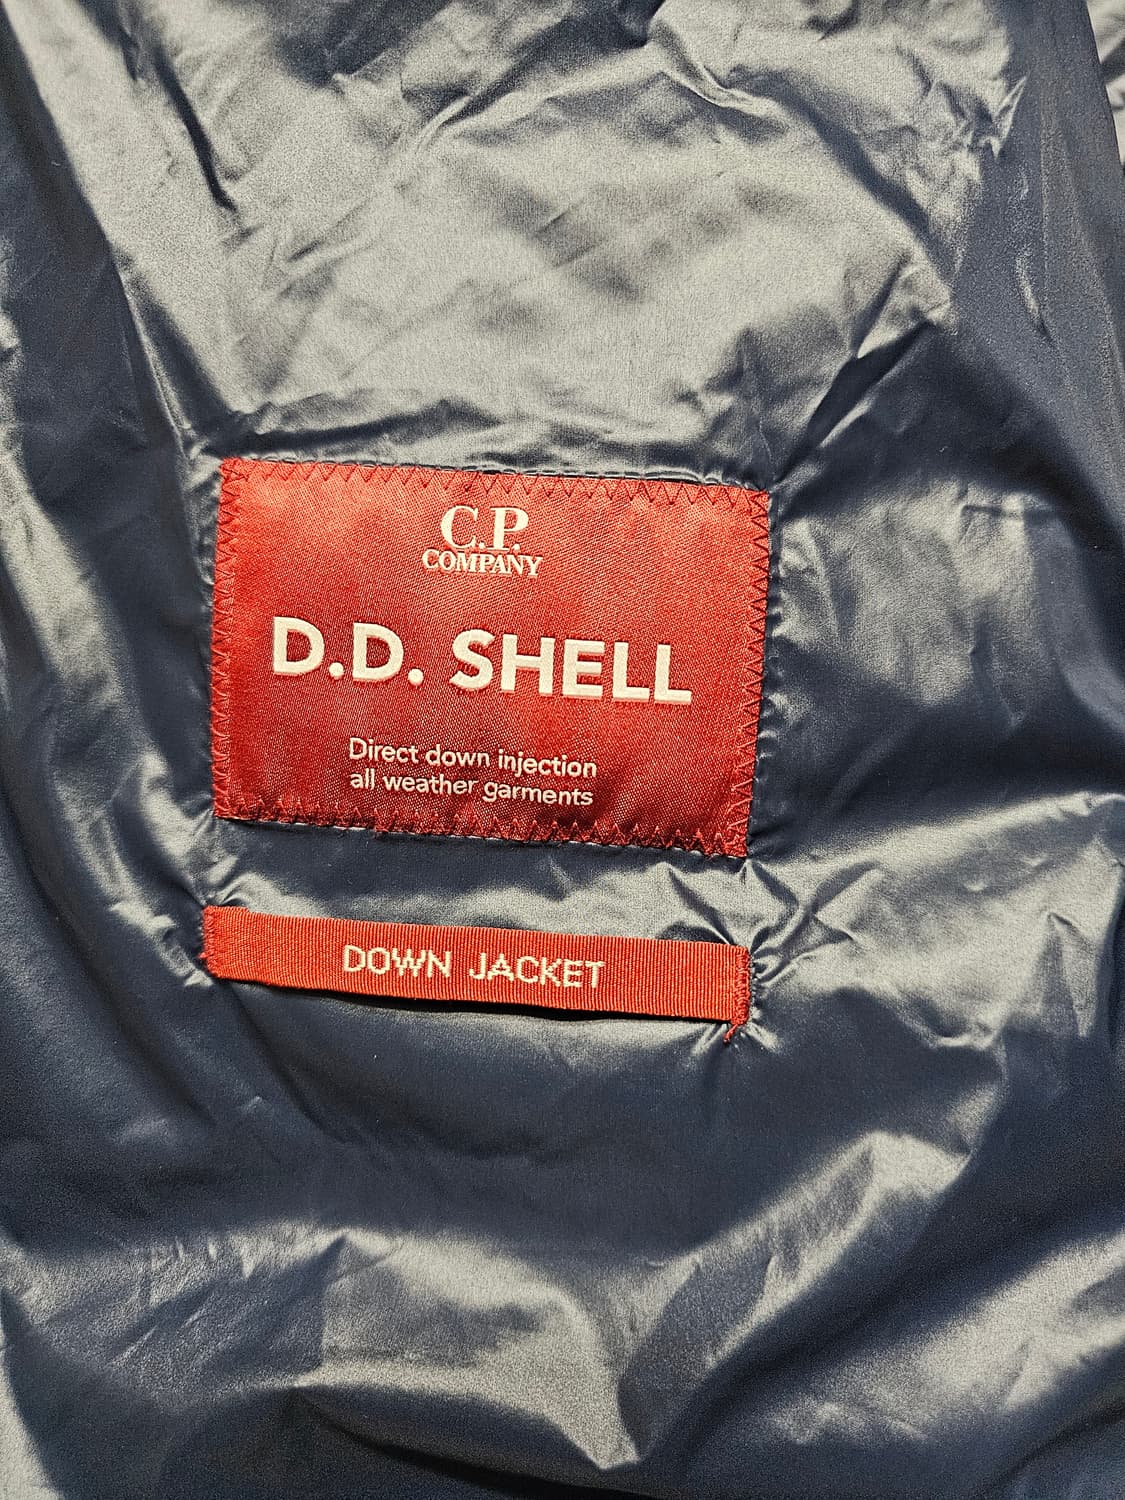 C.P.
COMPANY
D.D. SHELL
Direct down injection
all weather garments
DOWN JACKET